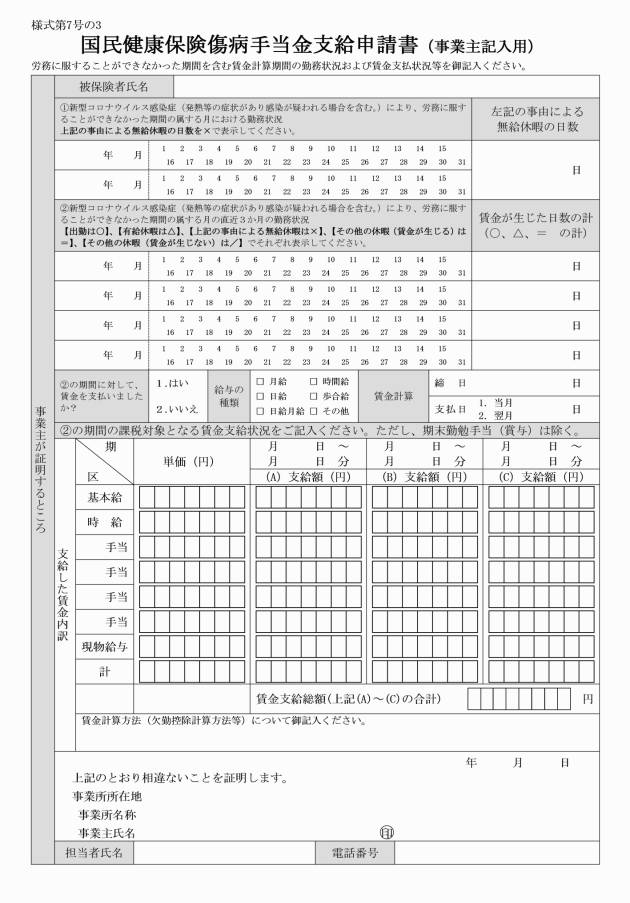 様式第7号の3
国民健康保険傷病手当金支給申請書（事業主記入用）
労務に服することができなかった期間を含む賃金計算期間の勤務状況および賃金支払状況等を御記入ください。
被保険者氏名
①新型コロナウイルス感染症（発熱等の症状があり感染が疑われる場合を含む。）により、労務に服す
ることができなかった期間の属する月における勤務状況
上記の事由による無給休暇の日数を×で表示してください。
左記の事由による
無給休暇の日数
年 月 1 2 3 4 5 6 7 8 9 10 11 12 13 14 15
16 17 18 19 20 21 22 23 24 25 26 27 28 29 30 31
日
年 月 1 2 3 4 5 6 7 8 9 10 11 12 13 14 15
16 17 18 19 20 21 22 23 24 25 26 27 28 29 30 31
②新型コロナウイルス感染症（発熱等の症状があり感染が疑われる場合を含む。）により、労務に服す
ることができなかった期間の属する月の直近３か月の勤務状況
【出勤は○】、【有給休暇は△】、【上記の事由による無給休暇は×】、【その他の休暇（賃金が生じる）は
＝】、【その他の休暇（賃金が生じない）は／】でそれぞれ表示してください。
賃金が生じた日数の計
（○、△、＝ の計）
年 月 1 2 3 4 5 6 7 8 9 10 11 12 13 14 15
16 17 18 19 20 21 22 23 24 25 26 27 28 29 30 31
日
年 月 1 2 3 4 5 6 7 8 9 10 11 12 13 14 15
16 17 18 19 20 21 22 23 24 25 26 27 28 29 30 31
日
年 月 1 2 3 4 5 6 7 8 9 10 11 12 13 14 15
16 17 18 19 20 21 22 23 24 25 26 27 28 29 30 31
日
年 月 1 2 3 4 5 6 7 8 9 10 11 12 13 14 15
16 17 18 19 20 21 22 23 24 25 26 27 28 29 30 31
日
②の期間に対して、
賃金を支払いました
か？
1．はい
2．いいえ
給与の
種類
□ 月給 □ 時間給
□ 日給 □ 歩合給
□ 日給月給 □ その他
賃金計算
締 日 日
支払日 1. 当月
2. 翌月
日
事業主が証明するところ
②の期間の課税対象となる賃金支給状況をご記入ください。ただし、期末勤勉手当（賞与）は除く。
期
区
単価（円）
月 日 ～
月 日 分
(A) 支給額（円）
月 日 ～
月 日 分
(B) 支給額（円）
月 日 ～
月 日 分
(C) 支給額（円）
支給した賃金内訳
基本給
時 給
手当
手当
手当
手当
現物給与
計
賃金支給総額(上記(A)～(C)の合計) 円
賃金計算方法（欠勤控除計算方法等）について御記入ください。
年 月 日
上記のとおり相違ないことを証明します。
事業所所在地
事業所名称
事業主氏名 ㊞
担当者氏名
電話番号